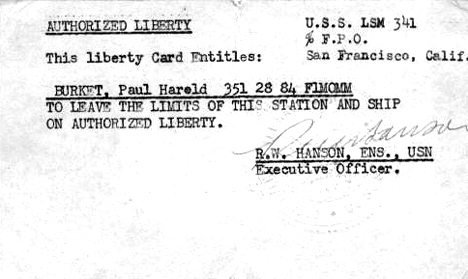 AUTHORIZED LIBERTY
U.S.S. LSM 341
% F.P.O.
This liberty Card Entitles:
San Francisco, Calif.
BURKET, Paul Hareld 351 28 84 F1MOMM
TO LEAVE THE LIMITS OF THIS STATION AND SHIP
ON AUTHORIZED LIBERTY.
R.W. HANSON, ENS., USN
Executive Officer.